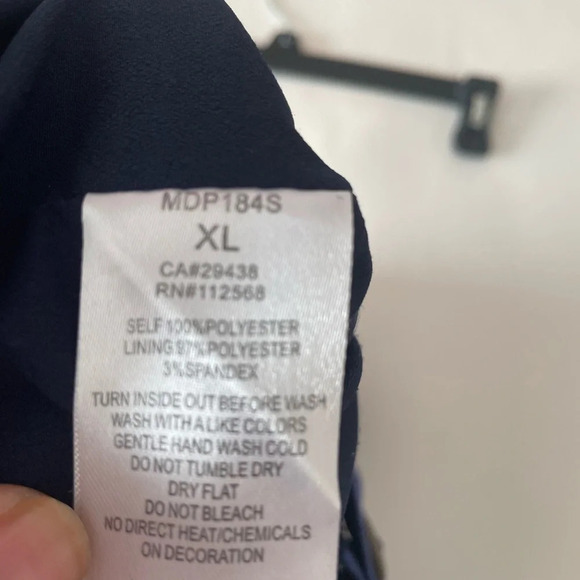 MDP184S
XL
CA#29438
RN#112568
SELF 100%POLYESTER
LINING 97%POLYESTER
3%SPANDEX
TURN INSIDE OUT BEFORE WASH
WASH WITH A LIKE COLORS
GENTLE HAND WASH COLD
DO NOT TUMBLE DRY
DRY FLAT
DO NOT BLEACH
NO DIRECT HEAT/CHEMICALS
ON DECORATION